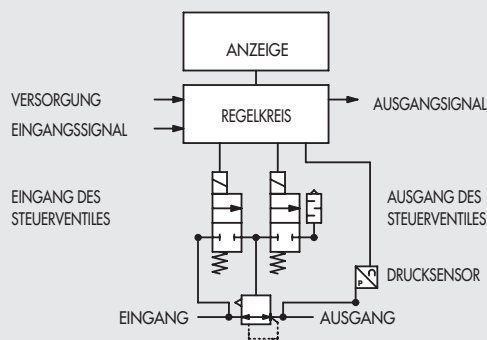 ANZEIGE
VERSORGUNG
REGELKREIS
AUSGANGSIGNAL
EINGANGSSIGNAL
EINGANG DES
STEUERVENTILES
AUSGANG DES
STEUERVENTILES
P
U
DRUCKSENSOR
EINGANG
AUSGANG